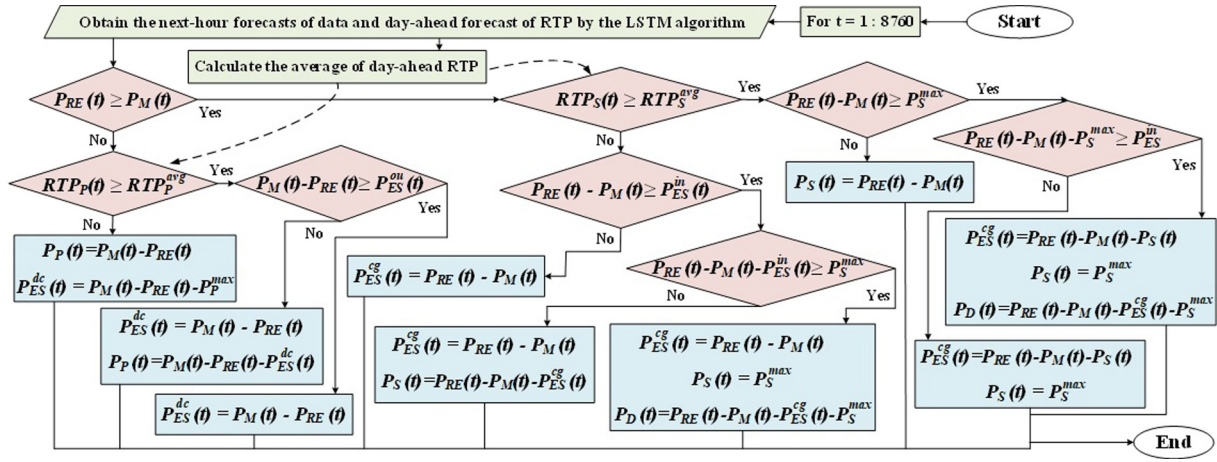 Obtain the next-hour forecasts of data and day-ahead forecast of RTP by the LSTM algorithm
For t = 1 : 8760
Start
Calculate the average of day-ahead RTP
P_RE(t) ≥ P_M(t)
Yes
No
RTP_S(t) ≥ RTP_S^avg
Yes
No
P_RE(t)-P_M(t) ≥ P_S^max
Yes
No
P_RE(t)-P_M(t)-P_S^max ≥ P_ES^in
Yes
No
RTP_P(t) ≥ RTP_P^avg
Yes
No
P_M(t)-P_RE(t) ≥ P_ES^ou(t)
Yes
No
P_RE(t) - P_M(t) ≥ P_ES^in(t)
Yes
No
P_S(t) = P_RE(t) - P_M(t)
P_P(t)=P_M(t)-P_RE(t)
P_ES^dc(t) = P_M(t)-P_RE(t)-P_P^max
P_ES^cg(t) = P_RE(t) - P_M(t)
P_RE(t)-P_M(t)-P_ES^in(t) ≥ P_S^max
Yes
No
P_ES^cg(t)=P_RE(t)-P_M(t)-P_S(t)
P_S(t) = P_S^max
P_D(t)=P_RE(t)-P_M(t)-P_ES^cg(t)-P_S^max
P_ES^dc(t) = P_M(t) - P_RE(t)
P_P(t)=P_M(t)-P_RE(t)-P_ES^dc(t)
P_ES^cg(t) = P_RE(t) - P_M(t)
P_S(t)=P_RE(t)-P_M(t)-P_ES^cg(t)
P_ES^cg(t) = P_RE(t) - P_M(t)
P_S(t) = P_S^max
P_D(t)=P_RE(t)-P_M(t)-P_ES^cg(t)-P_S^max
P_ES^cg(t)=P_RE(t)-P_M(t)-P_S(t)
P_S(t) = P_S^max
P_ES^dc(t) = P_M(t) - P_RE(t)
End